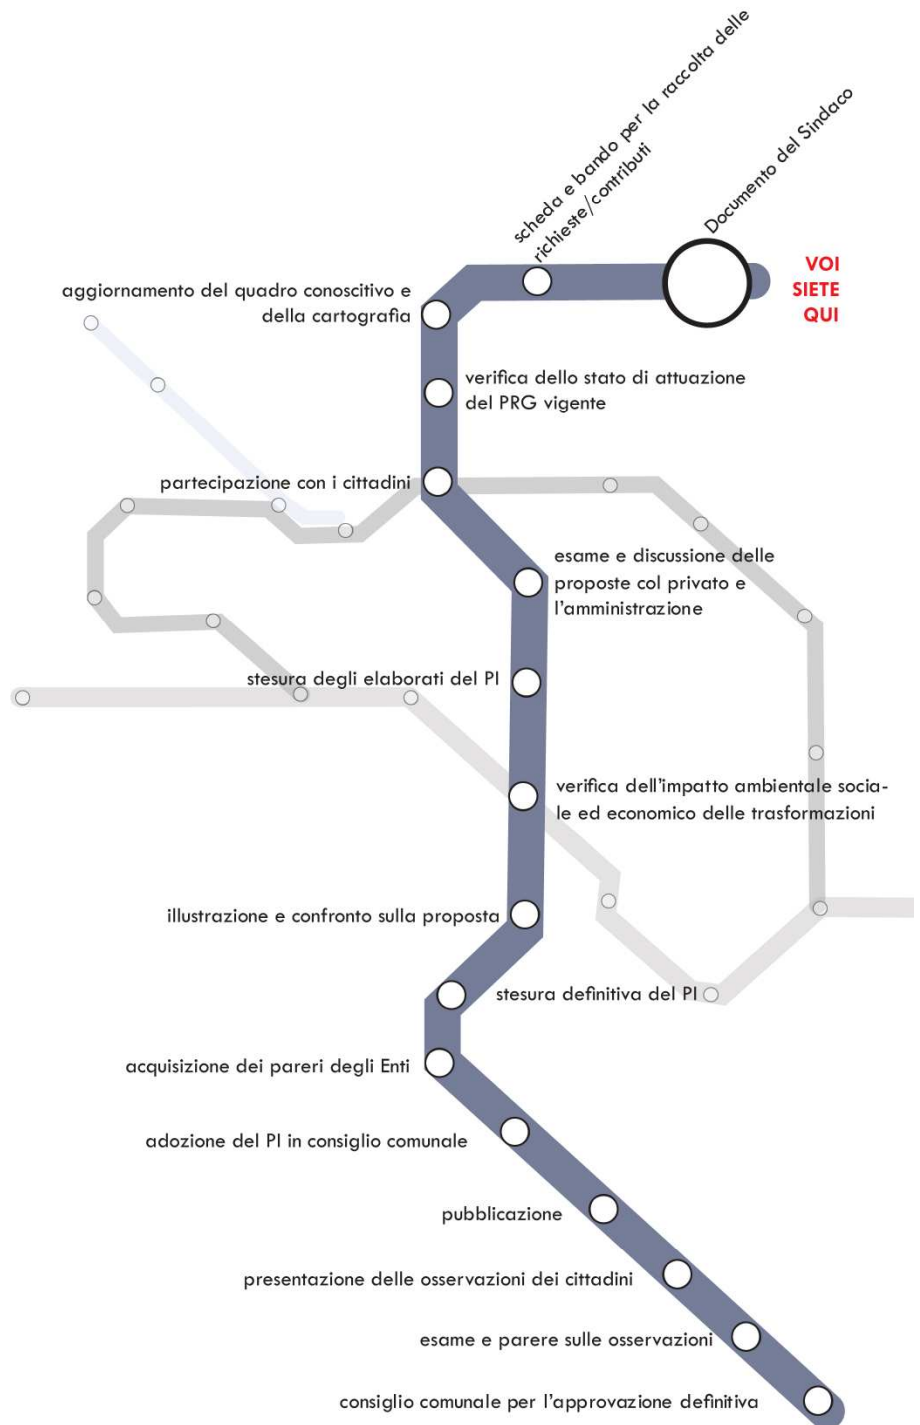 scheda e bando per la raccolta delle
richieste/contributi
Documento del Sindaco
VOI
SIETE
QUI
aggiornamento del quadro conoscitivo e
della cartografia
verifica dello stato di attuazione
del PRG vigente
partecipazione con i cittadini
esame e discussione delle
proposte col privato e
l'amministrazione
stesura degli elaborati del PI
verifica dell'impatto ambientale socia-
le ed economico delle trasformazioni
illustrazione e confronto sulla proposta
stesura definitiva del PI
acquisizione dei pareri degli Enti
adozione del PI in consiglio comunale
pubblicazione
presentazione delle osservazioni dei cittadini
esame e parere sulle osservazioni
consiglio comunale per l'approvazione definitiva